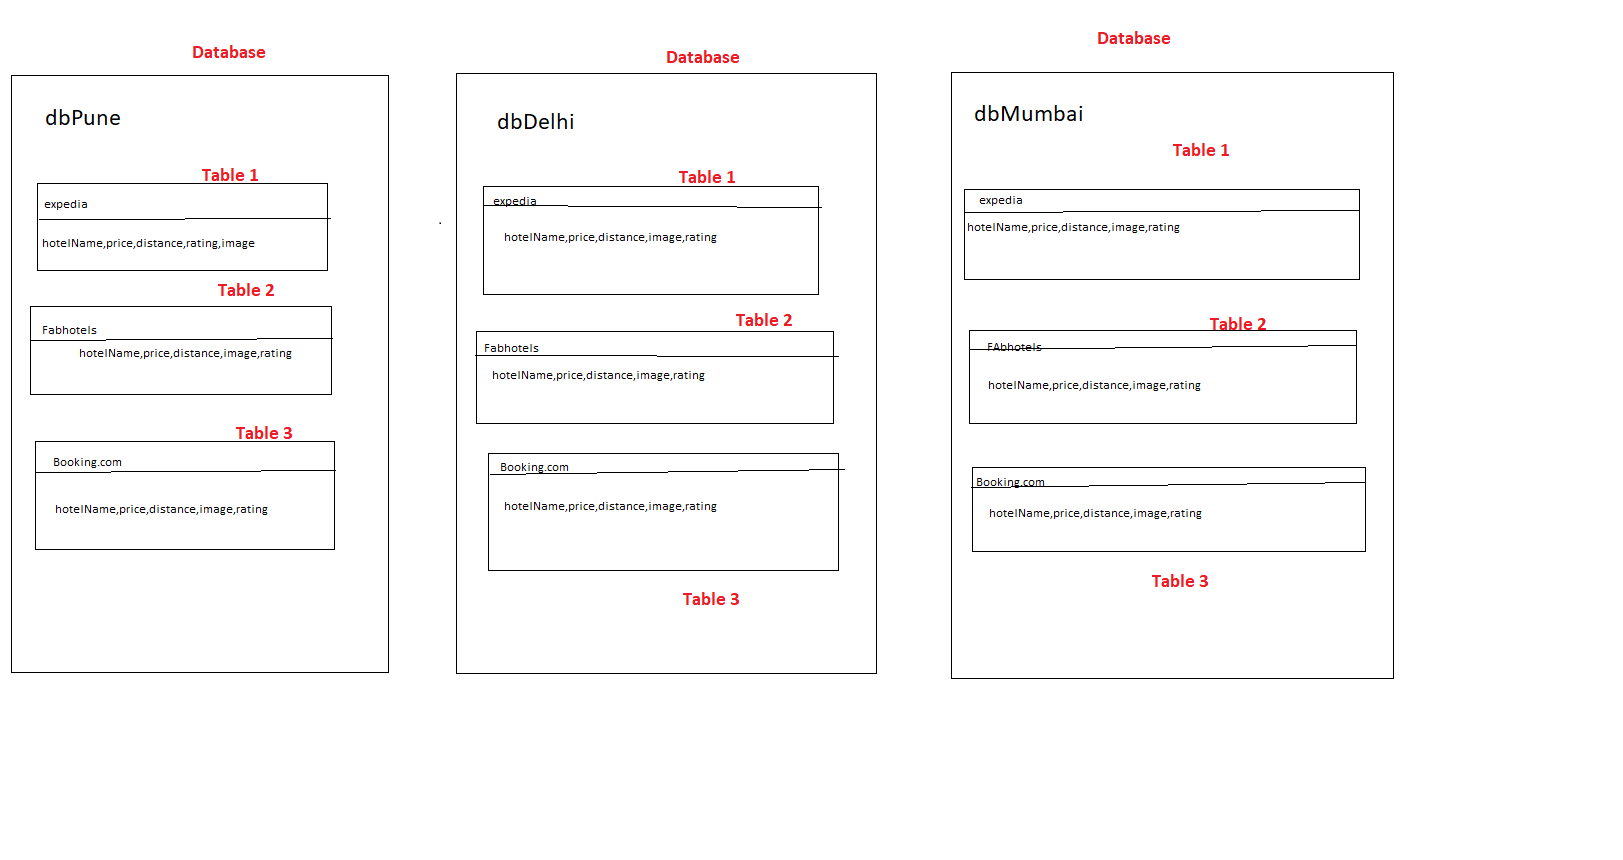 Database
dbPune
Table 1
expedia
hotelName,price,distance,rating,image
Table 2
Fabhotels
hotelName,price,distance,image,rating
Table 3
Booking.com
hotelName,price,distance,image,rating
Database
dbDelhi
Table 1
expedia
hotelName,price,distance,image,rating
Table 2
Fabhotels
hotelName,price,distance,image,rating
Booking.com
hotelName,price,distance,image,rating
Table 3
Database
dbMumbai
Table 1
expedia
hotelName,price,distance,image,rating
Table 2
FAbhotels
hotelName,price,distance,image,rating
Booking.com
hotelName,price,distance,image,rating
Table 3